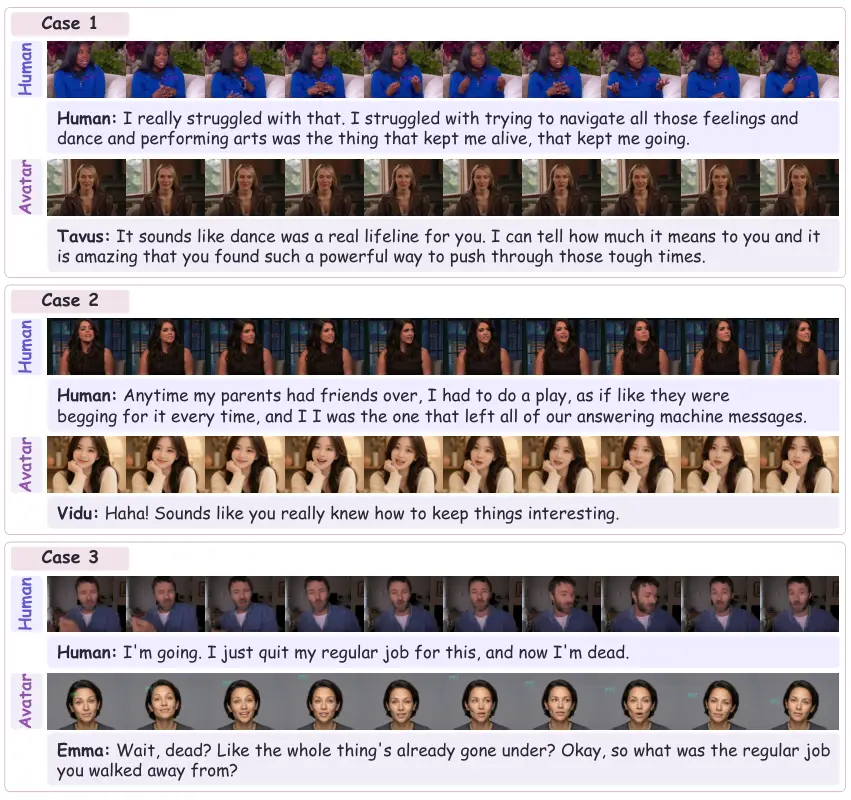 Case 1
Human
Human: I really struggled with that. I struggled with trying to navigate all those feelings and
dance and performing arts was the thing that kept me alive, that kept me going.
Avatar
Tavus: It sounds like dance was a real lifeline for you. I can tell how much it means to you and it
is amazing that you found such a powerful way to push through those tough times.
Case 2
Human
Human: Anytime my parents had friends over, I had to do a play, as if like they were
begging for it every time, and I I was the one that left all of our answering machine messages.
Avatar
Vidu: Haha! Sounds like you really knew how to keep things interesting.
Case 3
Human
Human: I'm going. I just quit my regular job for this, and now I'm dead.
Avatar
Emma: Wait, dead? Like the whole thing's already gone under? Okay, so what was the regular job
you walked away from?